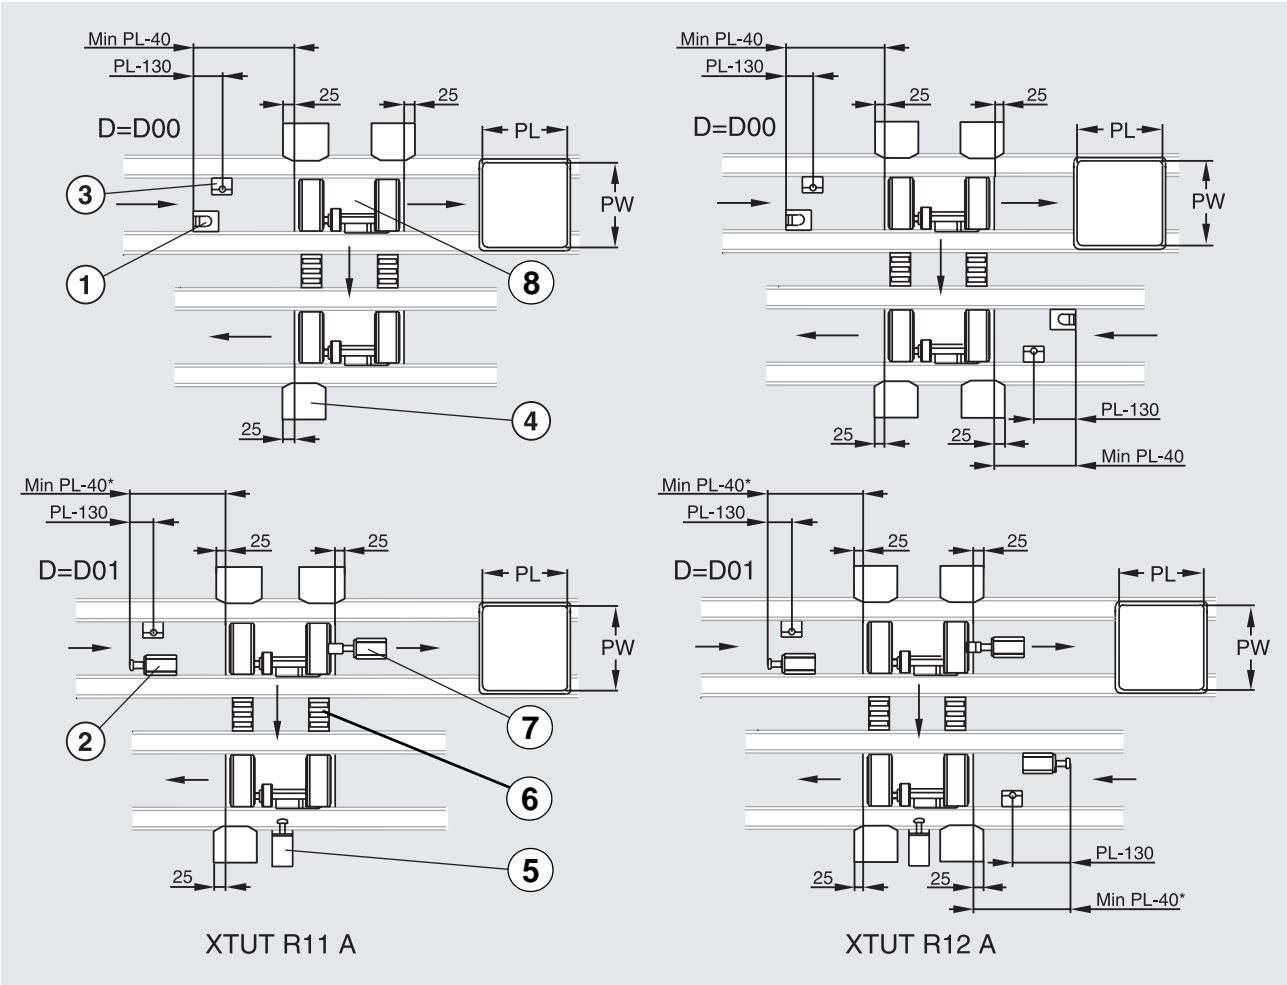 Min PL-40
PL-130
25
25
D=D00
PL
PW
3
1
8
4
25
Min PL-40
PL-130
25
25
D=D00
PL
PW
PL-130
25
25
Min PL-40
Min PL-40*
PL-130
25
25
D=D01
PL
PW
2
7
6
5
25
XTUT R11 A
Min PL-40*
PL-130
25
25
D=D01
PL
PW
PL-130
25
25
Min PL-40*
XTUT R12 A